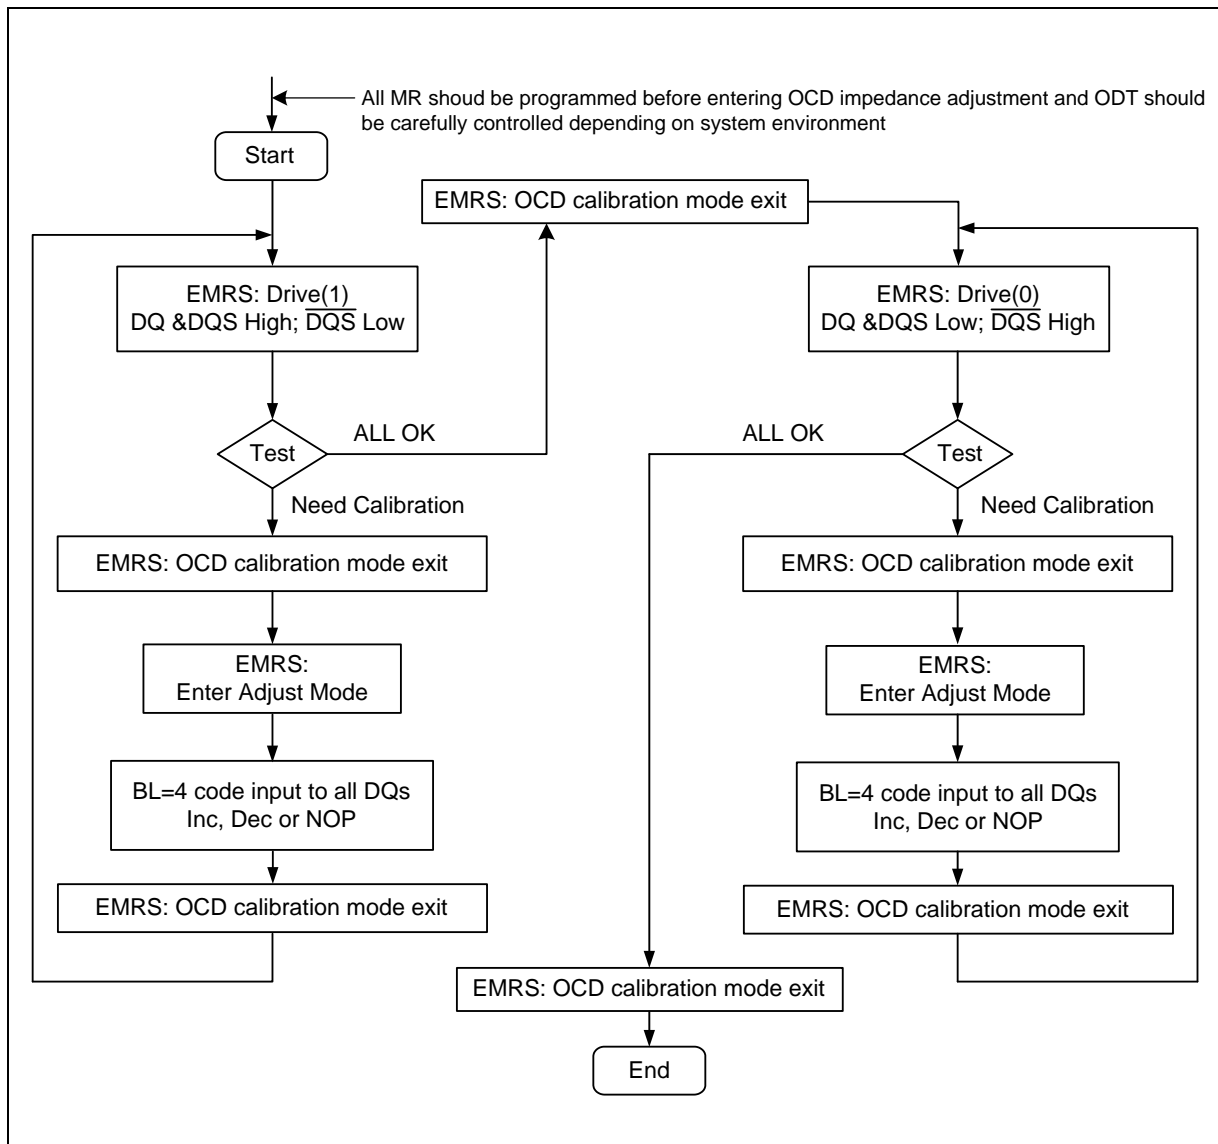 All MR shoud be programmed before entering OCD impedance adjustment and ODT should
be carefully controlled depending on system environment
Start
EMRS: OCD calibration mode exit
EMRS: Drive(1)
DQ &DQS High; D̅Q̅S̅ Low
Test
ALL OK
Need Calibration
EMRS: OCD calibration mode exit
EMRS:
Enter Adjust Mode
BL=4 code input to all DQs
Inc, Dec or NOP
EMRS: OCD calibration mode exit
EMRS: Drive(0)
DQ &DQS Low; D̅Q̅S̅ High
Test
ALL OK
Need Calibration
EMRS: OCD calibration mode exit
EMRS:
Enter Adjust Mode
BL=4 code input to all DQs
Inc, Dec or NOP
EMRS: OCD calibration mode exit
EMRS: OCD calibration mode exit
End